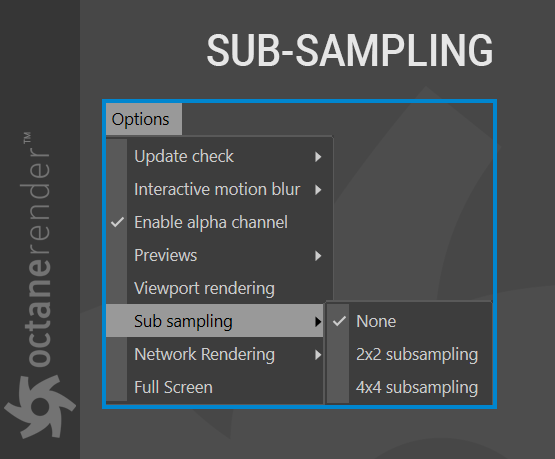 SUB-SAMPLING
Options
Update check
Interactive motion blur
Enable alpha channel
Previews
Viewport rendering
Sub sampling
None
2x2 subsampling
Network Rendering
4x4 subsampling
Full Screen
octanerender™